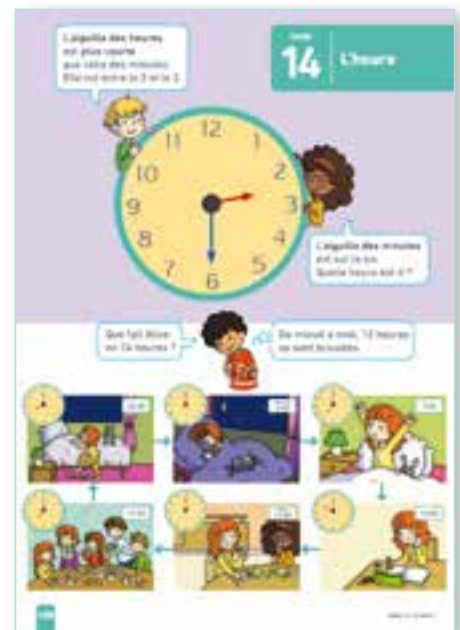 L'aiguille des heures
est plus courte
que celle des minutes.
Elle est entre le 2 et le 3.
14
L'heure
12
1
2
3
4
5
6
7
8
9
10
11
L'aiguille des minutes
est sur le six.
Quelle heure est-il ?
Que fait Alice
en 24 heures ?
De minuit à midi, 12 heures
se sont écoulées.